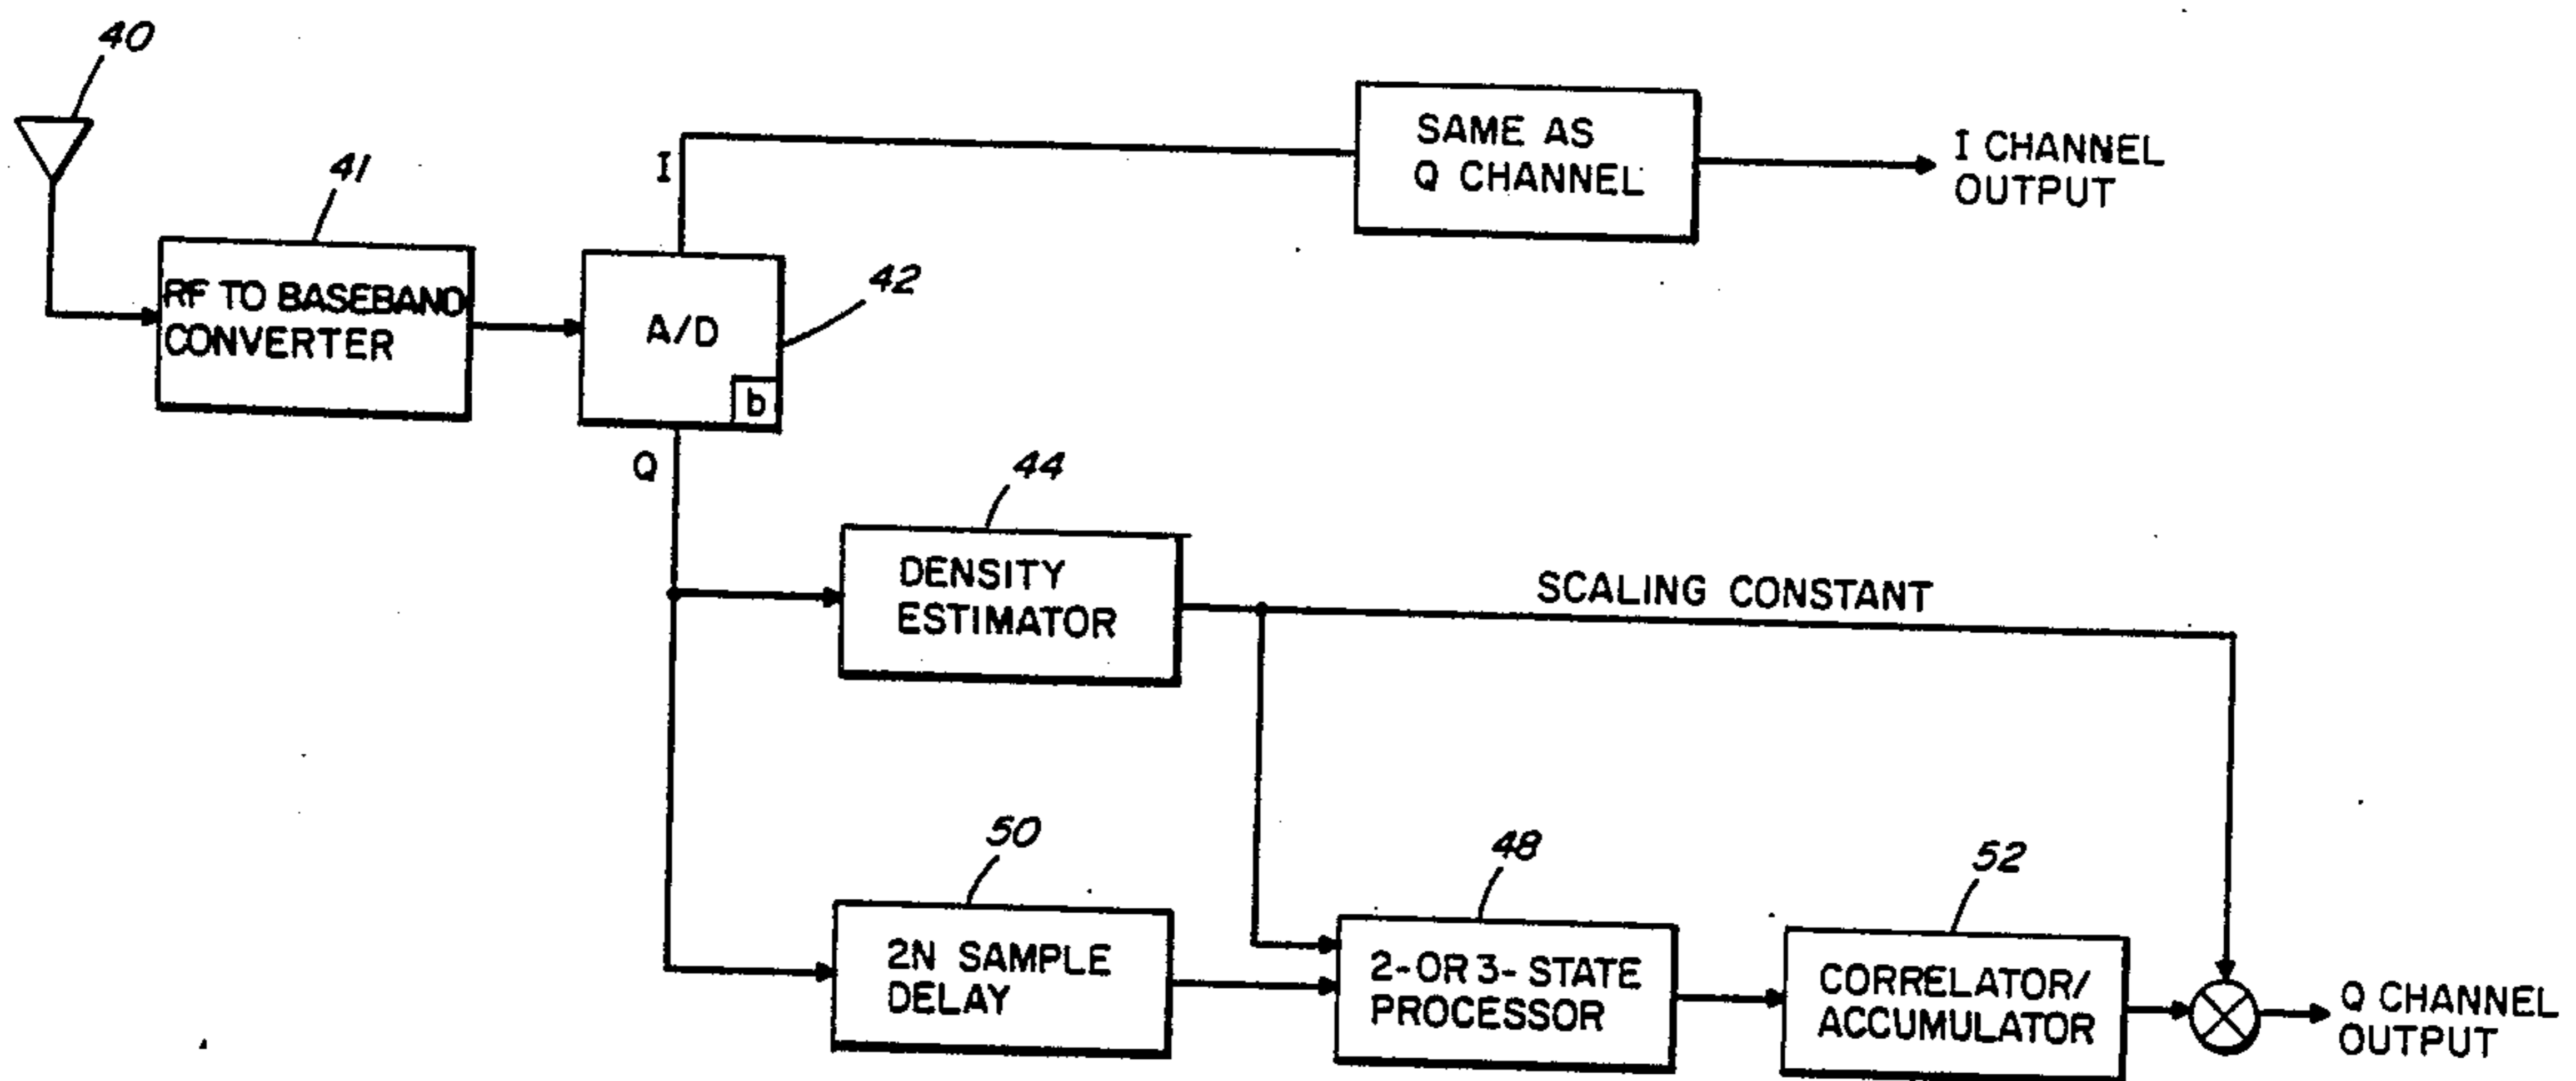 40
SAME AS
Q CHANNEL
I CHANNEL
OUTPUT
I
41
RF TO BASEBAND
CONVERTER
42
A/D
b
Q
44
DENSITY
ESTIMATOR
SCALING CONSTANT
50
2N SAMPLE
DELAY
48
2-OR 3-STATE
PROCESSOR
52
CORRELATOR/
ACCUMULATOR
Q CHANNEL
OUTPUT